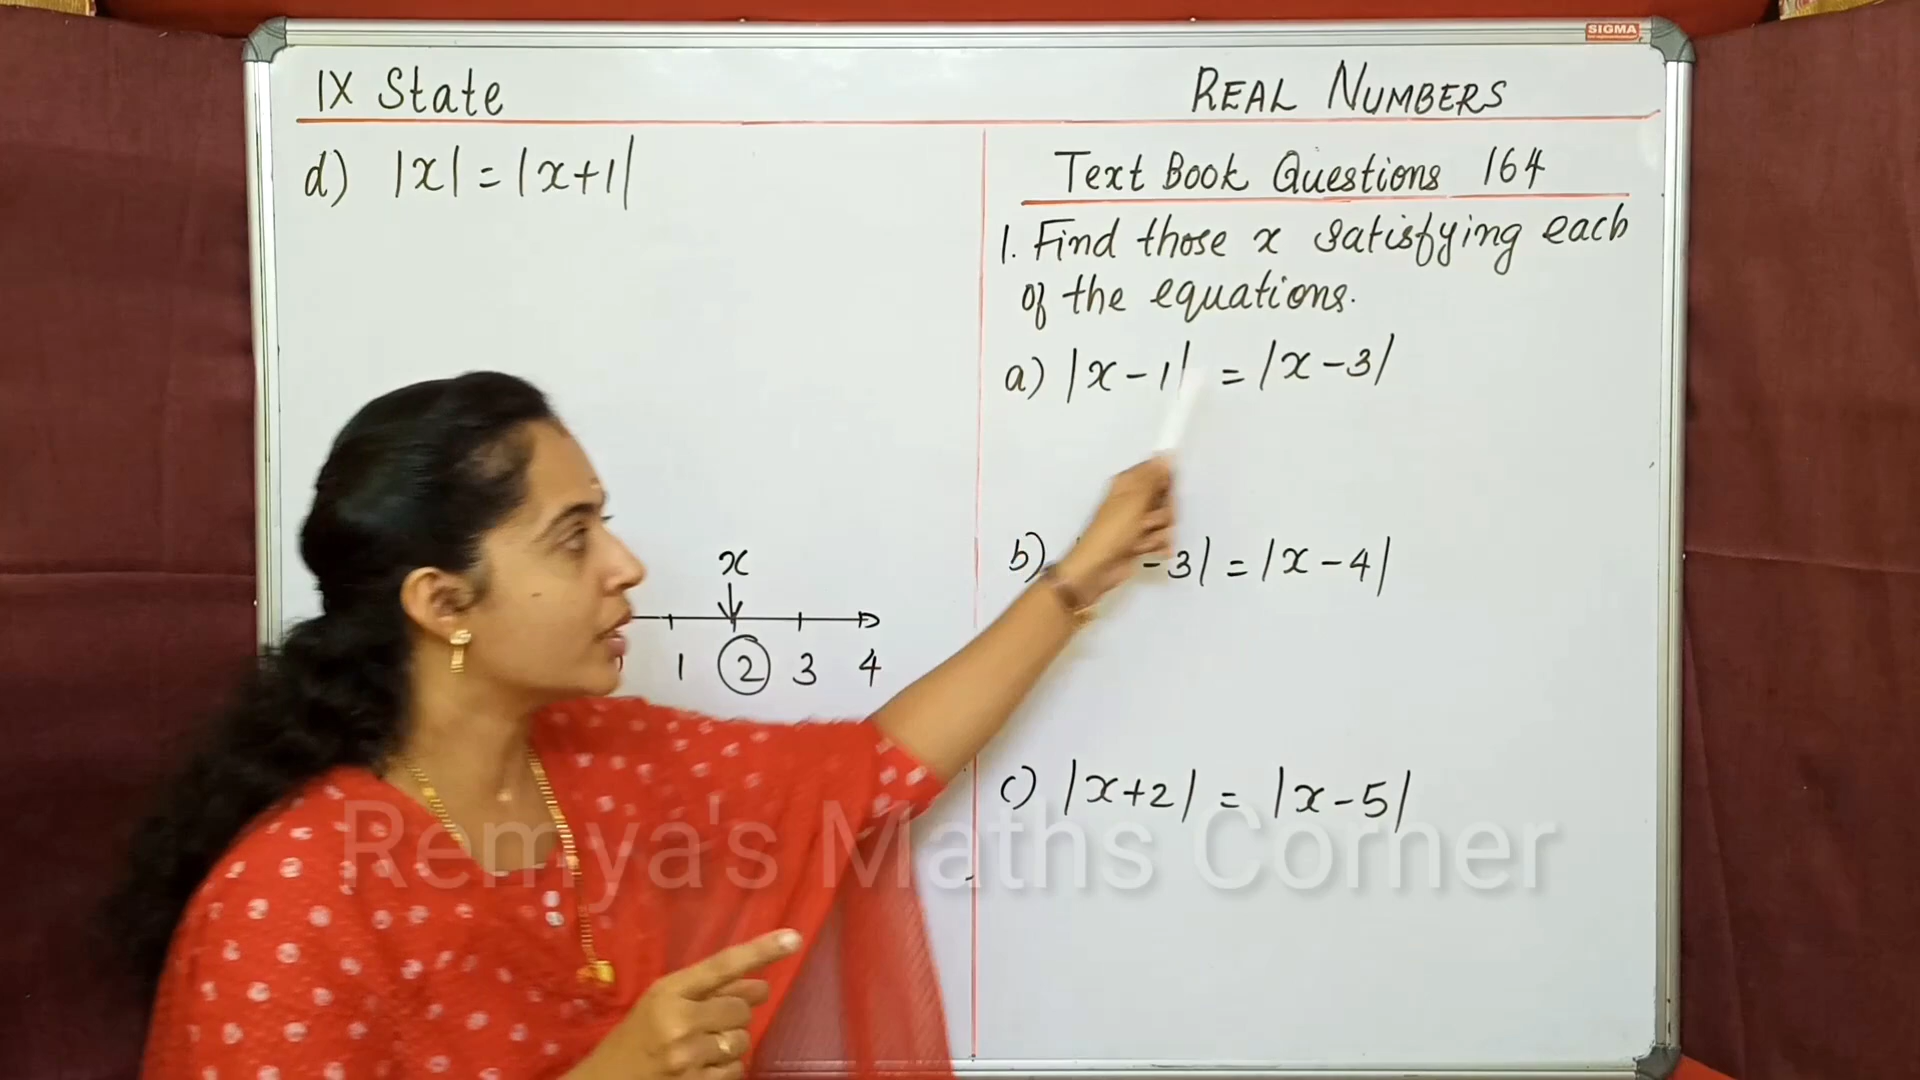 SIGMA
IX State
REAL NUMBERS
d) |x| = |x+1|
x
1 2 3 4
Text Book Questions 164
1. Find those x satisfying each
of the equations.
a) |x-1| = |x-3|
b) -3| = |x-4|
c) |x+2| = |x-5|
Remya's Maths Corner